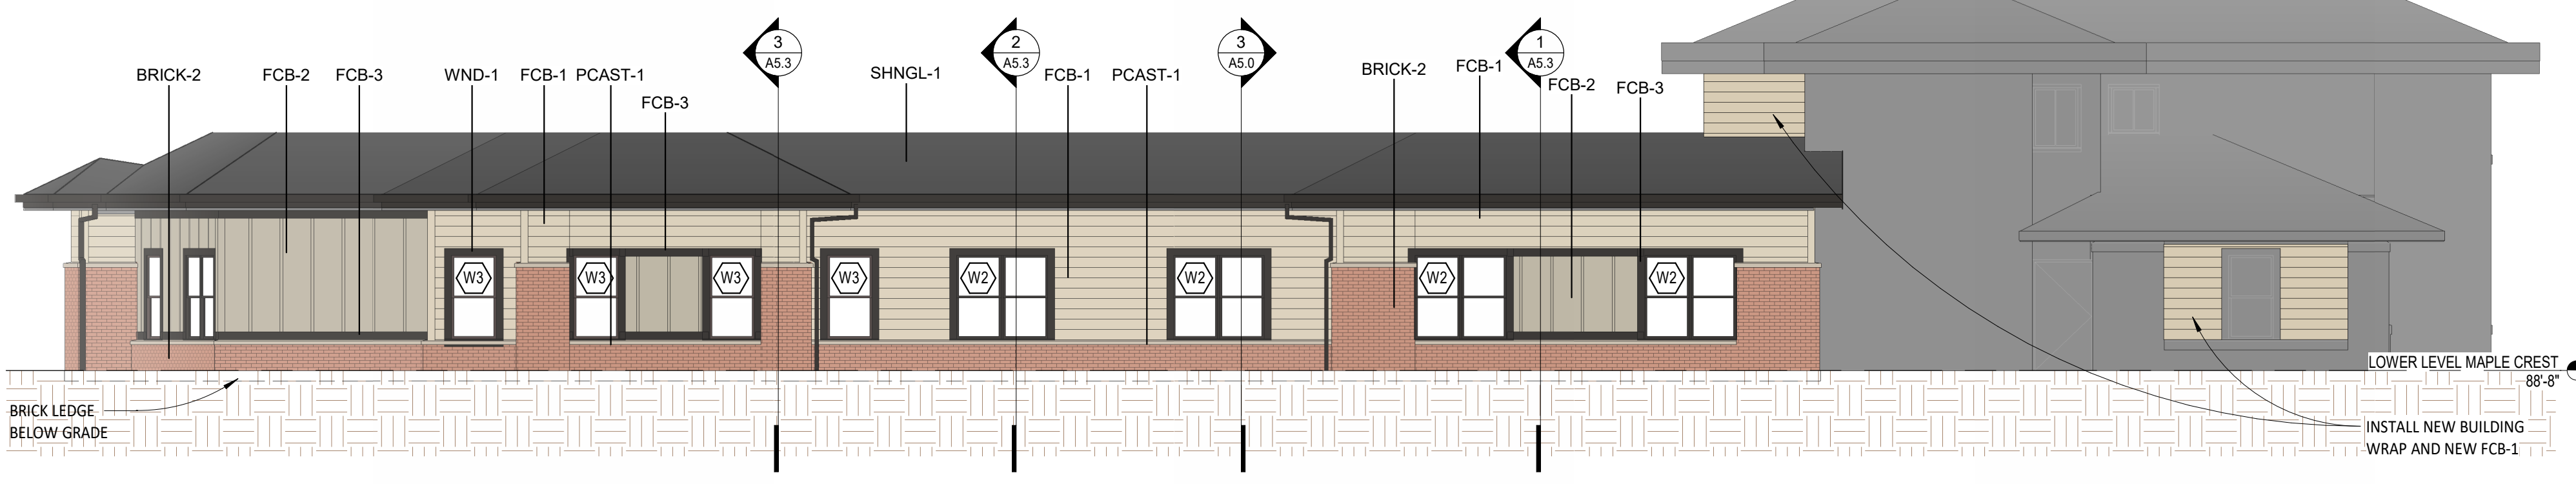 3
A5.3
2
A5.3
3
A5.0
1
A5.3
BRICK-2
FCB-2
FCB-3
WND-1
FCB-1
PCAST-1
FCB-3
SHNGL-1
FCB-1
PCAST-1
BRICK-2
FCB-1
FCB-2
FCB-3
W3
W3
W3
W3
W2
W2
W2
W2
LOWER LEVEL MAPLE CREST
88'-8"
BRICK LEDGE
BELOW GRADE
INSTALL NEW BUILDING
WRAP AND NEW FCB-1